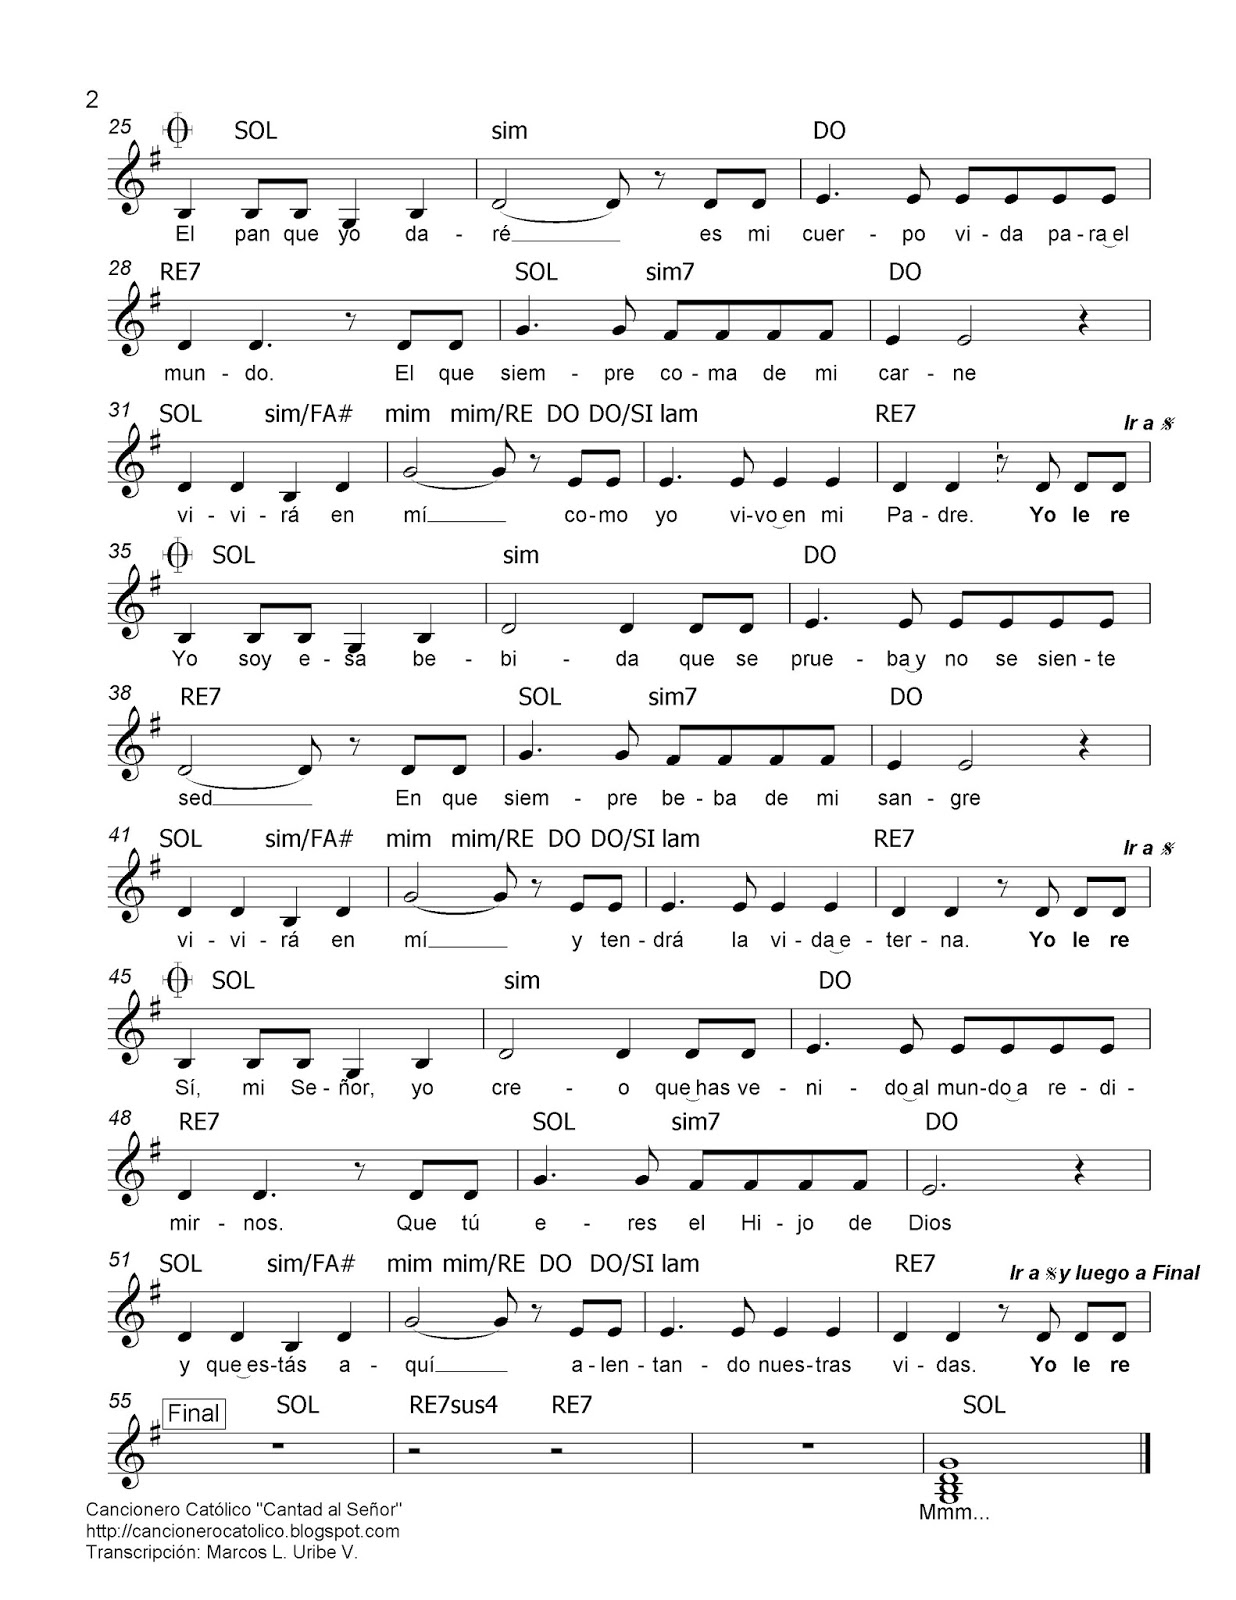 2
25 SOL sim DO
El pan que yo da - ré es mi cuer - po vi - da pa - ra el
28 RE7 SOL sim7 DO
mun - do. El que siem - pre co - ma de mi car - ne
31 SOL sim/FA# mim mim/RE DO DO/SI lam RE7 Ir a 𝄋
vi - vi - rá en mí co - mo yo vi - vo en mi Pa - dre. Yo le re
35 SOL sim DO
Yo soy e - sa be - bi - da que se prue - ba y no se sien - te
38 RE7 SOL sim7 DO
sed En que siem - pre be - ba de mi san - gre
41 SOL sim/FA# mim mim/RE DO DO/SI lam RE7 Ir a 𝄋
vi - vi - rá en mí y ten - drá la vi - da e - ter - na. Yo le re
45 SOL sim DO
Sí, mi Se - ñor, yo cre - o que has ve - ni - do al mun - do a re - di -
48 RE7 SOL sim7 DO
mir - nos. Que tú e - res el Hi - jo de Dios
51 SOL sim/FA# mim mim/RE DO DO/SI lam RE7 Ir a 𝄋 y luego a Final
y que es - tás a - quí a - len - tan - do nues - tras vi - das. Yo le re
55 Final SOL RE7sus4 RE7 SOL
Mmm...
Cancionero Católico "Cantad al Señor"
http://cancionerocatolico.blogspot.com
Transcripción: Marcos L. Uribe V.